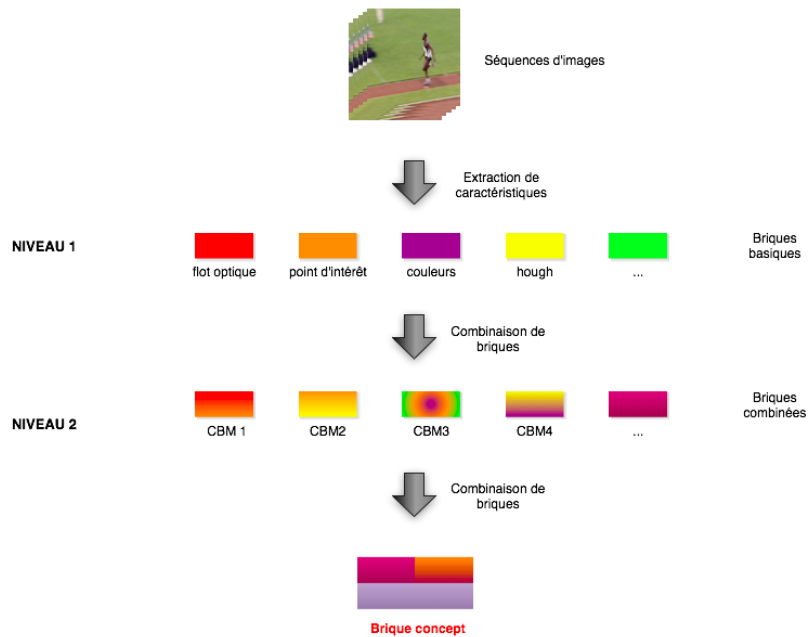 Séquences d'images
Extraction de
caractéristiques
NIVEAU 1
flot optique
point d'intérêt
couleurs
hough
...
Briques
basiques
Combinaison de
briques
NIVEAU 2
CBM 1
CBM2
CBM3
CBM4
...
Briques
combinées
Combinaison de
briques
Brique concept